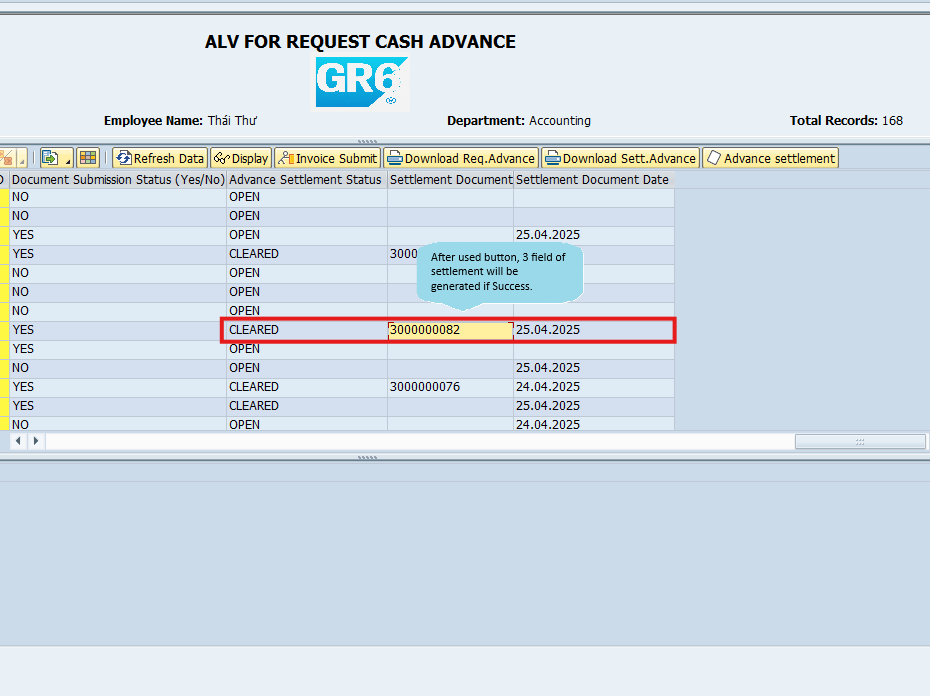 ALV FOR REQUEST CASH ADVANCE
GR6
Employee Name: Thái Thư Department: Accounting Total Records: 168
Refresh Data Display Invoice Submit Download Req.Advance Download Sett.Advance Advance settlement
Document Submission Status (Yes/No) Advance Settlement Status Settlement Document Settlement Document Date
NO OPEN
NO OPEN
YES OPEN 25.04.2025
YES CLEARED 3000
After used button, 3 field of
settlement will be
generated if Success.
NO OPEN
NO OPEN
NO OPEN
YES CLEARED 3000000082 25.04.2025
YES OPEN
NO OPEN 25.04.2025
YES CLEARED 3000000076 24.04.2025
YES CLEARED 25.04.2025
NO OPEN 24.04.2025